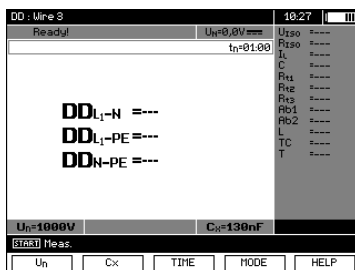 DD : Wire 3 10:27
Ready! UN=0,0V
tn=01:00
DDL1-N =---
DDL1-PE=---
DDN-PE=---
UISO =---
RISO =---
IL =---
C =---
Rt1 =---
Rt2 =---
Rt3 =---
Ab1 =---
Ab2 =---
L =---
TC =---
T =---
Un=1000V Cx=130nF
START Meas.
Un Cx TIME MODE HELP